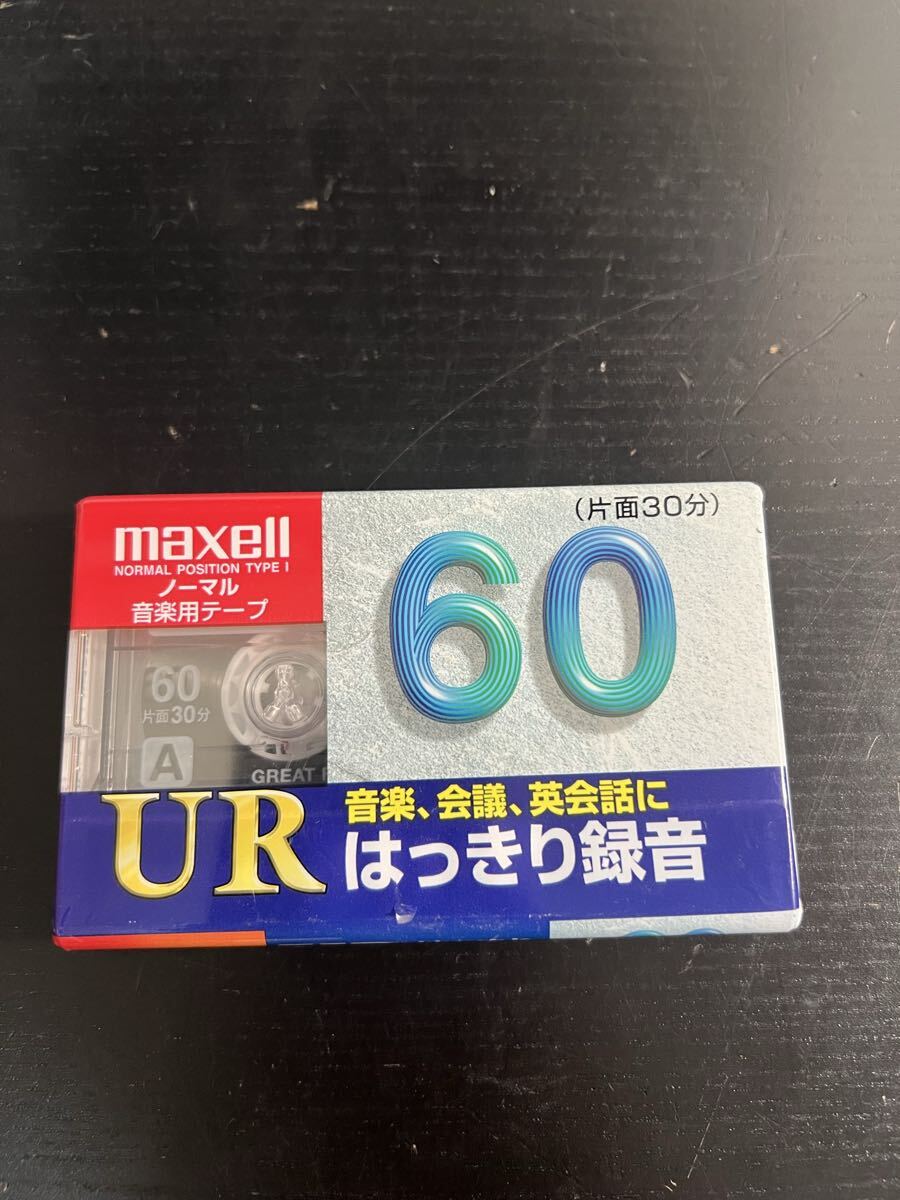 maxell
NORMAL POSITION TYPE I
ノーマル
音楽用テープ
(片面30分)
60
60
片面30分
A
GREAT
UR
音楽、会議、英会話に
はっきり録音